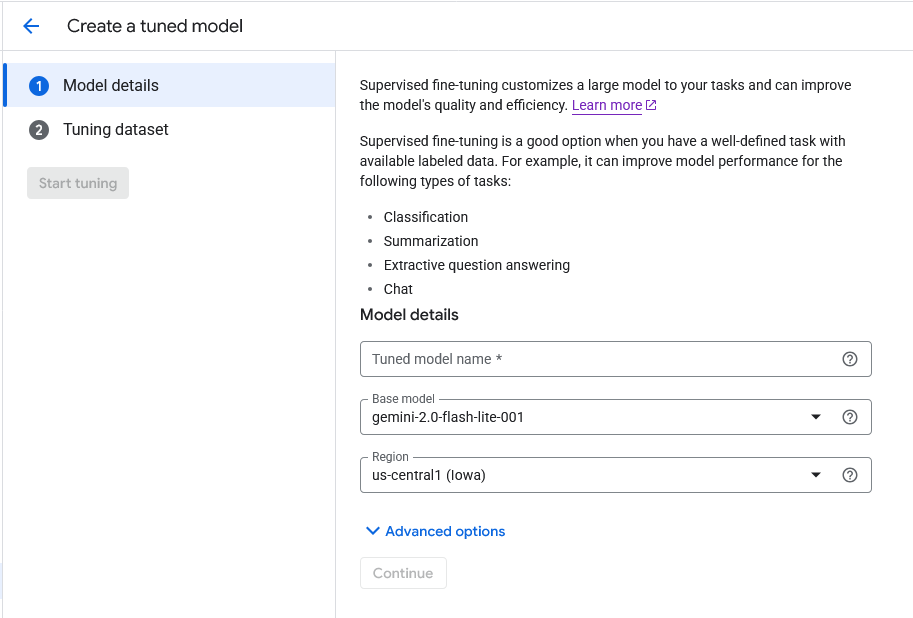 Create a tuned model
1 Model details
2 Tuning dataset
Start tuning
Supervised fine-tuning customizes a large model to your tasks and can improve
the model's quality and efficiency. Learn more
Supervised fine-tuning is a good option when you have a well-defined task with
available labeled data. For example, it can improve model performance for the
following types of tasks:
• Classification
• Summarization
• Extractive question answering
• Chat
Model details
Tuned model name *
Base model
gemini-2.0-flash-lite-001
Region
us-central1 (Iowa)
Advanced options
Continue